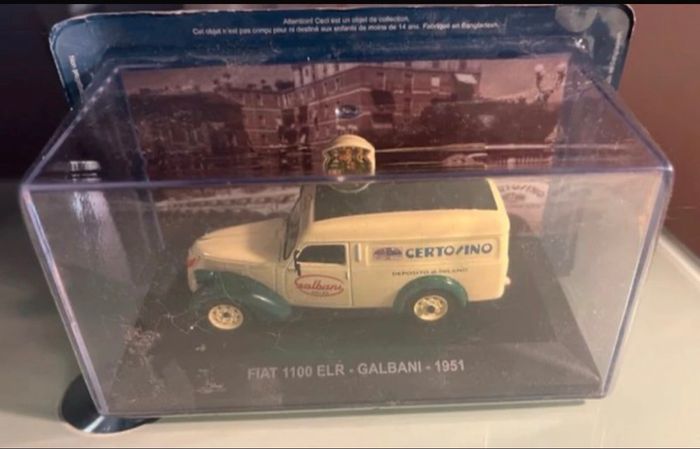 Attention! Ceci est un objet de collection.
Cet objet n'est pas conçu pour ni destiné aux enfants de moins de 14 ans. Fabriqué en Bangladesh.
CERTOSINO
CERTOSINO
DEPOSITO di MILANO
Galbani
FIAT 1100 ELR - GALBANI - 1951